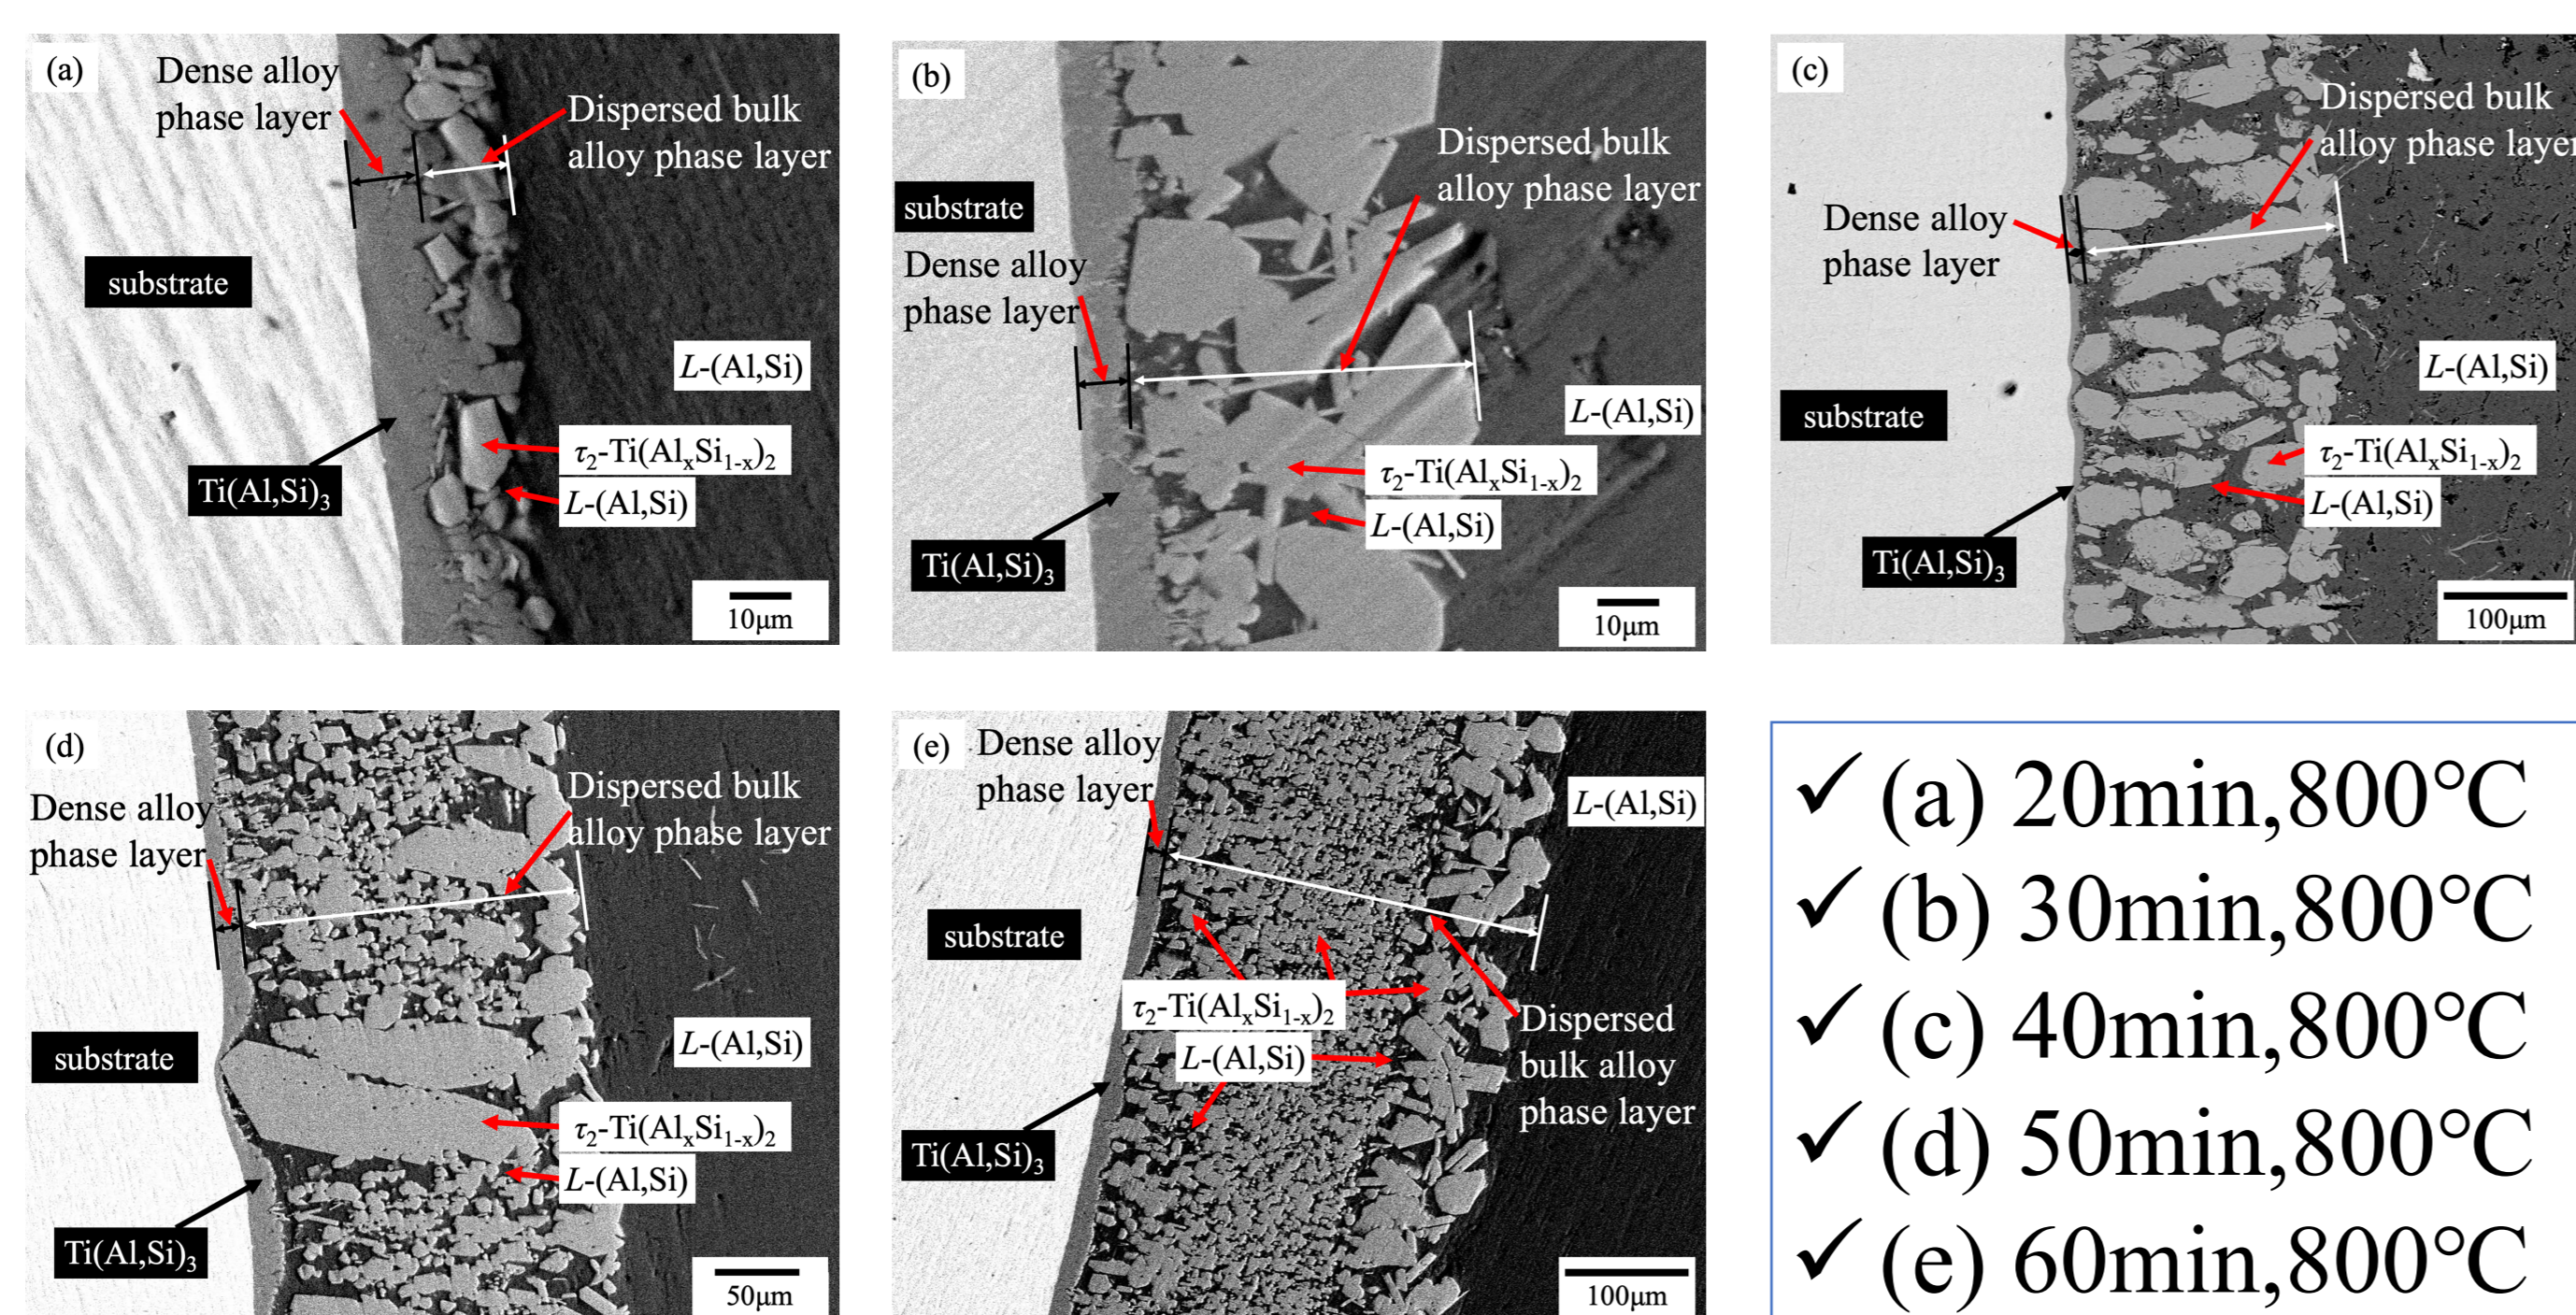 (a)
Dense alloy
phase layer
Dispersed bulk
alloy phase layer
substrate
L-(Al,Si)
τ₂-Ti(AlₓSi₁₋ₓ)₂
L-(Al,Si)
Ti(Al,Si)₃
10μm
(b)
Dispersed bulk
alloy phase layer
substrate
Dense alloy
phase layer
L-(Al,Si)
τ₂-Ti(AlₓSi₁₋ₓ)₂
L-(Al,Si)
Ti(Al,Si)₃
10μm
(c)
Dispersed bulk
alloy phase layer
Dense alloy
phase layer
L-(Al,Si)
substrate
τ₂-Ti(AlₓSi₁₋ₓ)₂
L-(Al,Si)
Ti(Al,Si)₃
100μm
(d)
Dispersed bulk
alloy phase layer
Dense alloy
phase layer
L-(Al,Si)
substrate
τ₂-Ti(AlₓSi₁₋ₓ)₂
L-(Al,Si)
Ti(Al,Si)₃
50μm
(e)
Dense alloy
phase layer
L-(Al,Si)
substrate
τ₂-Ti(AlₓSi₁₋ₓ)₂
L-(Al,Si)
Dispersed
bulk alloy
phase layer
Ti(Al,Si)₃
100μm
✓ (a) 20min,800°C
✓ (b) 30min,800°C
✓ (c) 40min,800°C
✓ (d) 50min,800°C
✓ (e) 60min,800°C